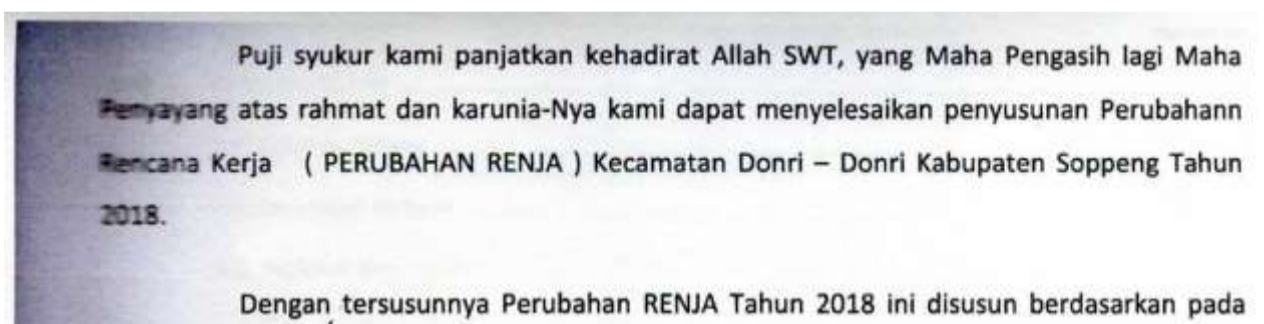 Puji syukur kami panjatkan kehadirat Allah SWT, yang Maha Pengasih lagi Maha
Penyayang atas rahmat dan karunia-Nya kami dapat menyelesaikan penyusunan Perubahann
Rencana Kerja ( PERUBAHAN RENJA ) Kecamatan Donri – Donri Kabupaten Soppeng Tahun
2018.
Dengan tersusunnya Perubahan RENJA Tahun 2018 ini disusun berdasarkan pada